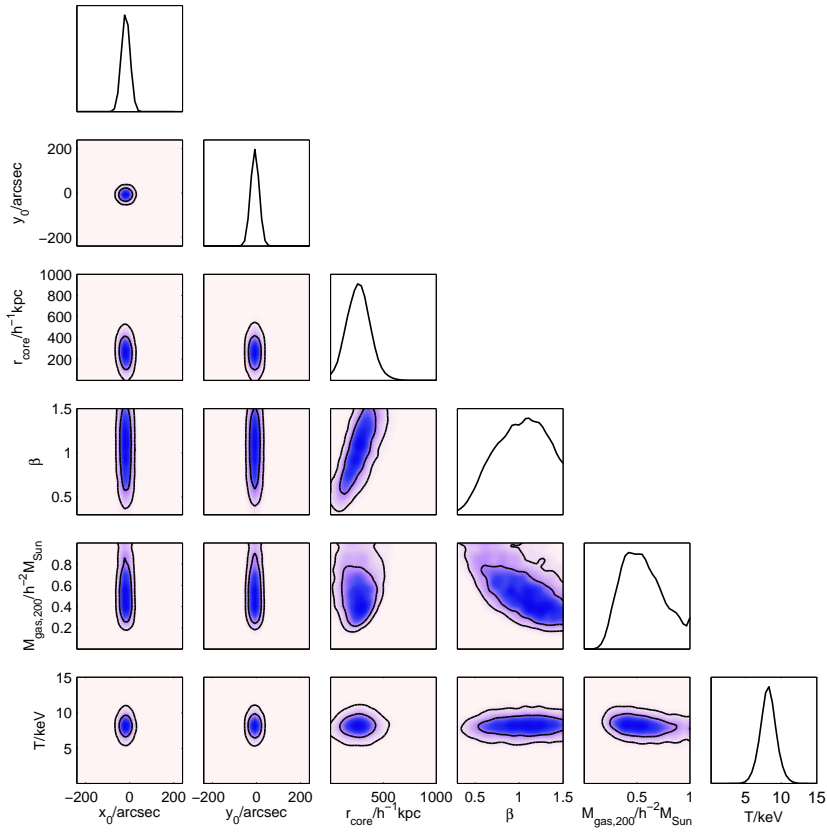 200
0
−200
y_0/arcsec
1000
800
600
400
200
r_core/h^−1kpc
1.5
1
0.5
β
0.8
0.6
0.4
0.2
M_gas,200/h^−2M_Sun
15
10
5
T/keV
−200 0 200
x_0/arcsec
−200 0 200
y_0/arcsec
500 1000
r_core/h^−1kpc
0.5 1 1.5
β
0.5 1
M_gas,200/h^−2M_Sun
5 10 15
T/keV